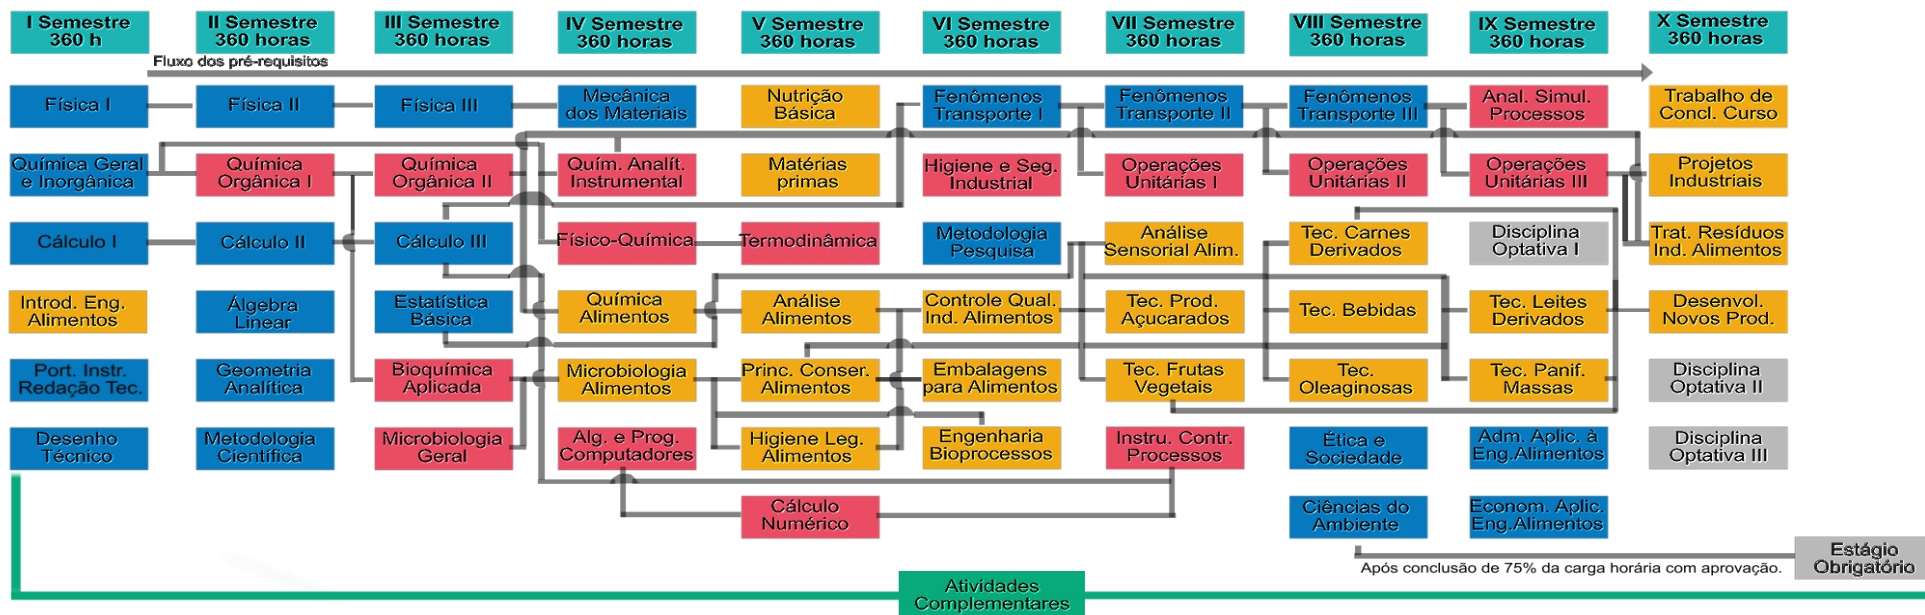 I Semestre
360 h
II Semestre
360 horas
III Semestre
360 horas
IV Semestre
360 horas
V Semestre
360 horas
VI Semestre
360 horas
VII Semestre
360 horas
VIII Semestre
360 horas
IX Semestre
360 horas
X Semestre
360 horas
Fluxo dos pré-requisitos
Física I
Física II
Física III
Mecânica
dos Materiais
Nutrição
Básica
Fenômenos
Transporte I
Fenômenos
Transporte II
Fenômenos
Transporte III
Anal. Simul.
Processos
Trabalho de
Concl. Curso
Química Geral
e Inorgânica
Química
Orgânica I
Química
Orgânica II
Quím. Analít.
Instrumental
Matérias
primas
Higiene e Seg.
Industrial
Operações
Unitárias I
Operações
Unitárias II
Operações
Unitárias III
Projetos
Industriais
Cálculo I
Cálculo II
Cálculo III
Físico-Química
Termodinâmica
Metodologia
Pesquisa
Análise
Sensorial Alim.
Tec. Carnes
Derivados
Disciplina
Optativa I
Trat. Resíduos
Ind. Alimentos
Introd. Eng.
Alimentos
Álgebra
Linear
Estatística
Básica
Química
Alimentos
Análise
Alimentos
Controle Qual.
Ind. Alimentos
Tec. Prod.
Açucarados
Tec. Bebidas
Tec. Leites
Derivados
Desenvol.
Novos Prod.
Port. Instr.
Redação Tec.
Geometria
Analítica
Bioquímica
Aplicada
Microbiologia
Alimentos
Princ. Conser.
Alimentos
Embalagens
para Alimentos
Tec. Frutas
Vegetais
Tec.
Oleaginosas
Tec. Panif.
Massas
Disciplina
Optativa II
Desenho
Técnico
Metodologia
Científica
Microbiologia
Geral
Alg. e Prog.
Computadores
Higiene Leg.
Alimentos
Engenharia
Bioprocessos
Instru. Contr.
Processos
Ética e
Sociedade
Adm. Aplic. à
Eng.Alimentos
Disciplina
Optativa III
Cálculo
Numérico
Ciências do
Ambiente
Econom. Aplic.
Eng.Alimentos
Estágio
Obrigatório
Após conclusão de 75% da carga horária com aprovação.
Atividades
Complementares